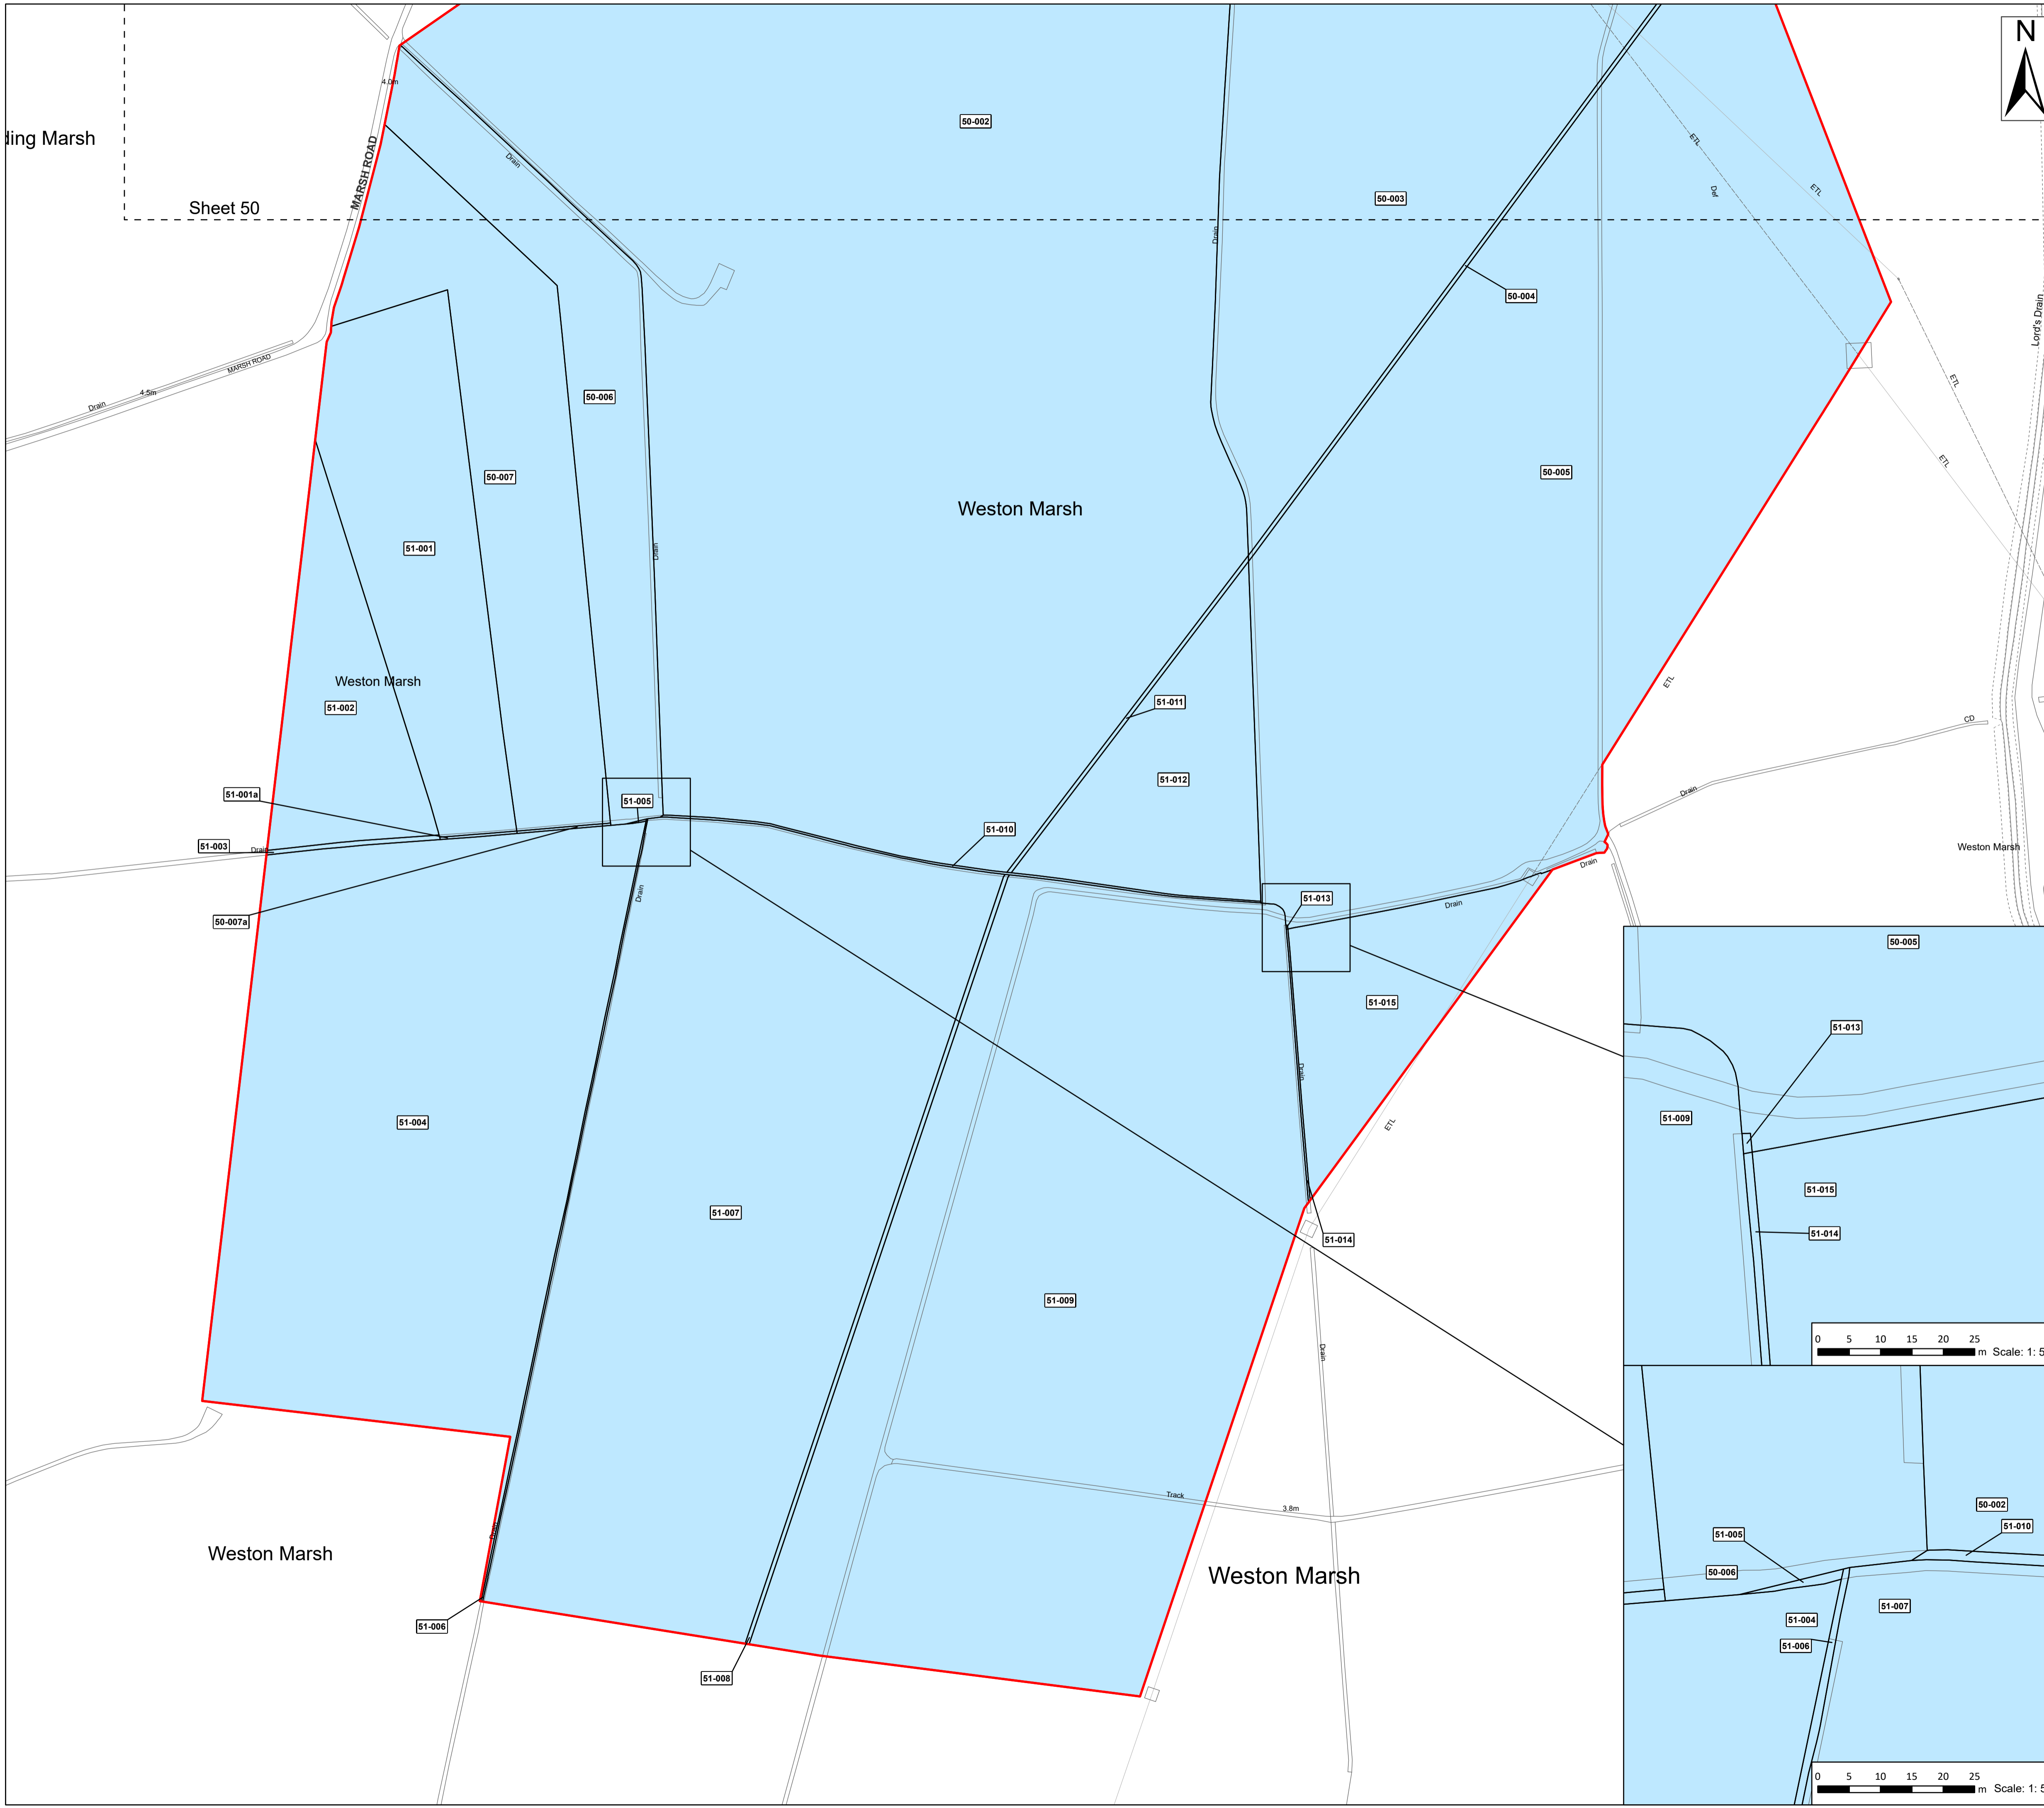 N
4.0m
50-002
ding Marsh
MARSH ROAD
Drain
ETL
Def
ETL
50-003
Sheet 50
Drain
50-004
Lord's Drain
MARSH ROAD
4.5m
Drain
ETL
50-006
ETL
50-007
50-005
Weston Marsh
51-001
Drain
Weston Marsh
ETL
51-002
51-011
CD
51-012
51-001a
51-005
Drain
51-010
51-003
Drain
Weston Marsh
Drain
Drain
51-013
Drain
50-007a
50-005
51-015
51-013
Drain
51-009
51-004
ETL
51-015
51-007
51-014
51-014
51-009
Drain
0 5 10 15 20 25
m Scale: 1: 5
Track
3.8m
50-002
51-010
51-005
Drain
Weston Marsh
50-006
Weston Marsh
51-007
51-004
51-006
51-006
51-008
0 5 10 15 20 25
m Scale: 1: 5